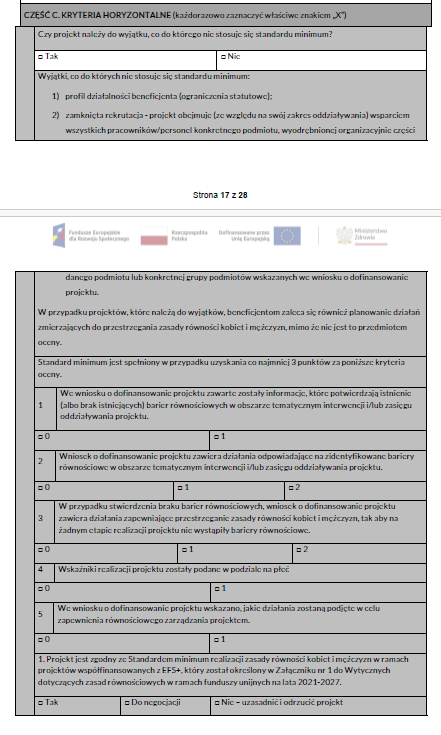 CZĘŚĆ C. KRYTERIA HORYZONTALNE (każdorazowo zaznaczyć właściwe znakiem „X")
Czy projekt należy do wyjątku, co do którego nie stosuje się standardu minimum?
□ Tak
□ Nie
Wyjątki, co do których nie stosuje się standardu minimum:
1) profil działalności beneficjenta (ograniczenia statutowe);
2) zamknięta rekrutacja - projekt obejmuje (ze względu na swój zakres oddziaływania) wsparciem
wszystkich pracowników/personel konkretnego podmiotu, wyodrębnionej organizacyjnie części
Strona 17 z 28
Fundusze Europejskie
dla Rozwoju Społecznego
Rzeczpospolita
Polska
Dofinansowane przez
Unię Europejską
Ministerstwo
Zdrowia
danego podmiotu lub konkretnej grupy podmiotów wskazanych we wniosku o dofinansowanie
projektu.
W przypadku projektów, które należą do wyjątków, beneficjentom zaleca się również planowanie działań
zmierzających do przestrzegania zasady równości kobiet i mężczyzn, mimo że nie jest to przedmiotem
oceny.
Standard minimum jest spełniony w przypadku uzyskania co najmniej 3 punktów za poniższe kryteria
oceny.
1
We wniosku o dofinansowanie projektu zawarte zostały informacje, które potwierdzają istnienie
(albo brak istniejących) barier równościowych w obszarze tematycznym interwencji i/lub zasięgu
oddziaływania projektu.
□ 0
□ 1
2
Wniosek o dofinansowanie projektu zawiera działania odpowiadające na zidentyfikowane bariery
równościowe w obszarze tematycznym interwencji i/lub zasięgu oddziaływania projektu.
□ 0
□ 1
□ 2
3
W przypadku stwierdzenia braku barier równościowych, wniosek o dofinansowanie projektu
zawiera działania zapewniające przestrzeganie zasady równości kobiet i mężczyzn, tak aby na
żadnym etapie realizacji projektu nie wystąpiły bariery równościowe.
□ 0
□ 1
□ 2
4
Wskaźniki realizacji projektu zostały podane w podziale na płeć
□ 0
□ 1
5
We wniosku o dofinansowanie projektu wskazano, jakie działania zostaną podjęte w celu
zapewnienia równościowego zarządzania projektem.
□ 0
□ 1
1. Projekt jest zgodny ze Standardem minimum realizacji zasady równości kobiet i mężczyzn w ramach
projektów współfinansowanych z EFS+, który został określony w Załączniku nr 1 do Wytycznych
dotyczących zasad równościowych w ramach funduszy unijnych na lata 2021-2027.
□ Tak
□ Do negocjacji
□ Nie – uzasadnić i odrzucić projekt